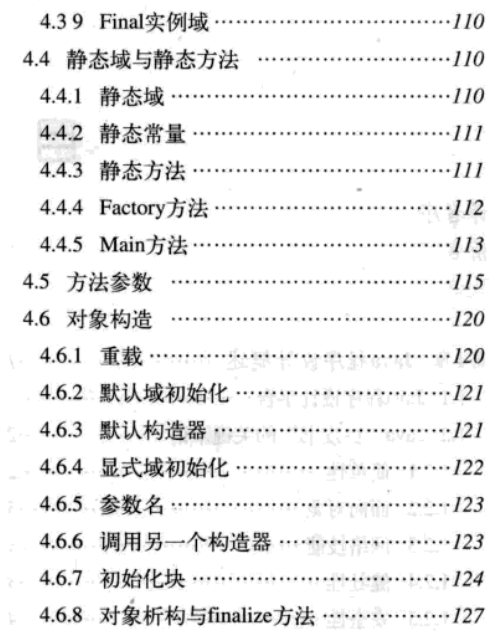 4.3 9 Final实例域……………………110
4.4 静态域与静态方法 ……………………110
4.4.1 静态域……………………110
4.4.2 静态常量……………………111
4.4.3 静态方法……………………111
4.4.4 Factory方法……………………112
4.4.5 Main方法……………………113
4.5 方法参数 ……………………115
4.6 对象构造 ……………………120
4.6.1 重载……………………120
4.6.2 默认域初始化……………………121
4.6.3 默认构造器……………………121
4.6.4 显式域初始化……………………122
4.6.5 参数名……………………123
4.6.6 调用另一个构造器……………………123
4.6.7 初始化块……………………124
4.6.8 对象析构与finalize方法……………………127